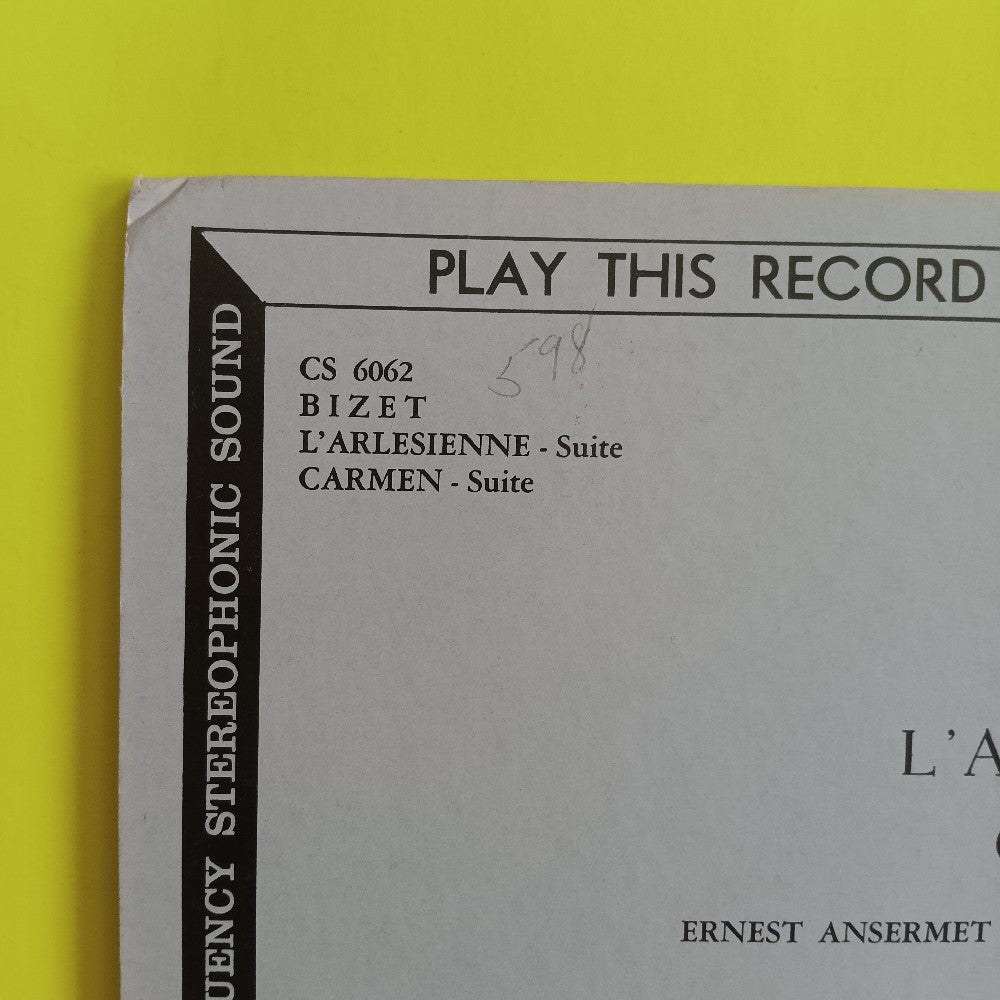 PLAY THIS RECORD
598
CS 6062
BIZET
L'ARLESIENNE - Suite
CARMEN - Suite
L'A
ERNEST ANSERMET
UENCY STEREOPHONIC SOUND